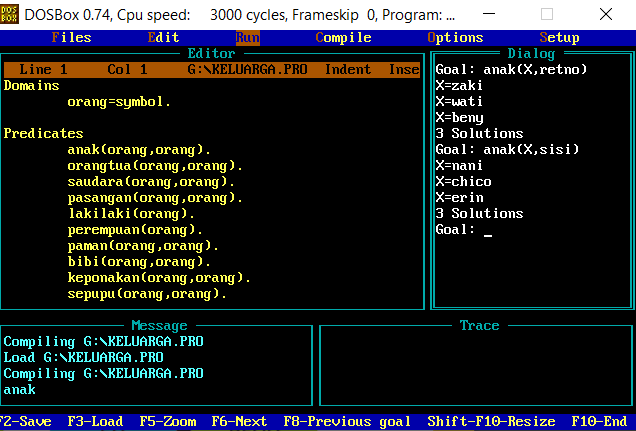 DOSBox 0.74, Cpu speed: 3000 cycles, Frameskip 0, Program: ...
Files Edit Run Compile Options Setup
Editor
Line 1 Col 1 G:\KELUARGA.PRO Indent Inse
Domains
orang=symbol.
Predicates
anak(orang,orang).
orangtua(orang,orang).
saudara(orang,orang).
pasangan(orang,orang).
lakilaki(orang).
perempuan(orang).
paman(orang,orang).
bibi(orang,orang).
keponakan(orang,orang).
sepupu(orang,orang).
Dialog
Goal: anak(X,retno)
X=zaki
X=wati
X=beny
3 Solutions
Goal: anak(X,sisi)
X=nani
X=chico
X=erin
3 Solutions
Goal: _
Message
Compiling G:\KELUARGA.PRO
Load G:\KELUARGA.PRO
Compiling G:\KELUARGA.PRO
anak
Trace
F2-Save F3-Load F5-Zoom F6-Next F8-Previous goal Shift-F10-Resize F10-End